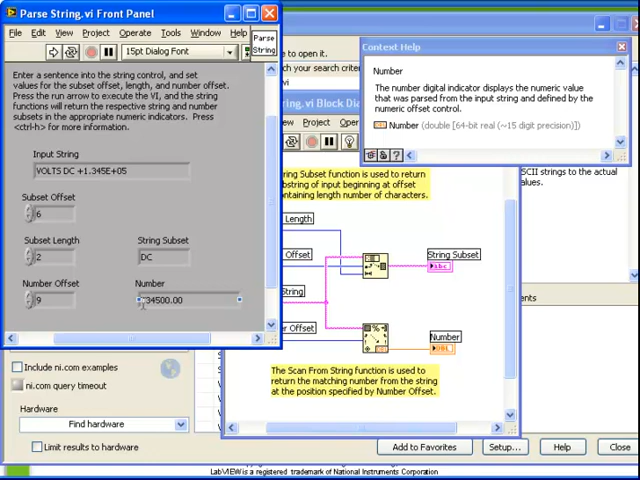 Parse String.vi Front Panel
File Edit View Project Operate Tools Window
15pt Dialog Font
Parse
String
Enter a sentence into the string control, and set
values for the subset offset, length, and number offset.
Press the run arrow to execute the VI, and the string
functions will return the respective string and number
subsets in the appropriate numeric indicators. Press
<ctrl-h> for more information.
Input String
VOLTS DC +1.345E+05
Subset Offset
6
Subset Length
2
String Subset
DC
Number Offset
9
Number
34500.00
to open it.
search your search criter
vi
Context Help
Number
The number digital indicator displays the numeric value
that was parsed from the input string and defined by the
numeric offset control.
Number (double [64-bit real (~15 digit precision)])
SCII strings to the actual
values.
tring.vi Block Dia
Project Operate
ring Subset function is used to return
bstring of input beginning at offset
ontaining length number of characters.
Length
Offset
String
er Offset
String Subset
abc
Number
The Scan From String function is used to
return the matching number from the string
at the position specified by Number Offset.
ents
Include ni.com examples
ni.com query timeout
Hardware
Find hardware
Limit results to hardware
Add to Favorites
Setup...
Help
Close
LabVIEW is a registered trademark of National Instruments Corporation